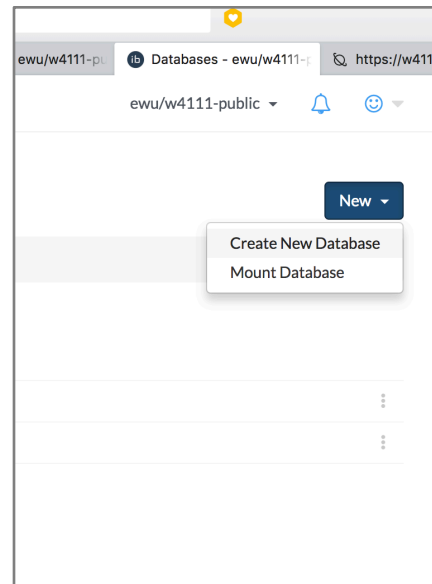 ewu/w4111-pu
ib Databases - ewu/w4111-p
https://w411
ewu/w4111-public
New
Create New Database
Mount Database